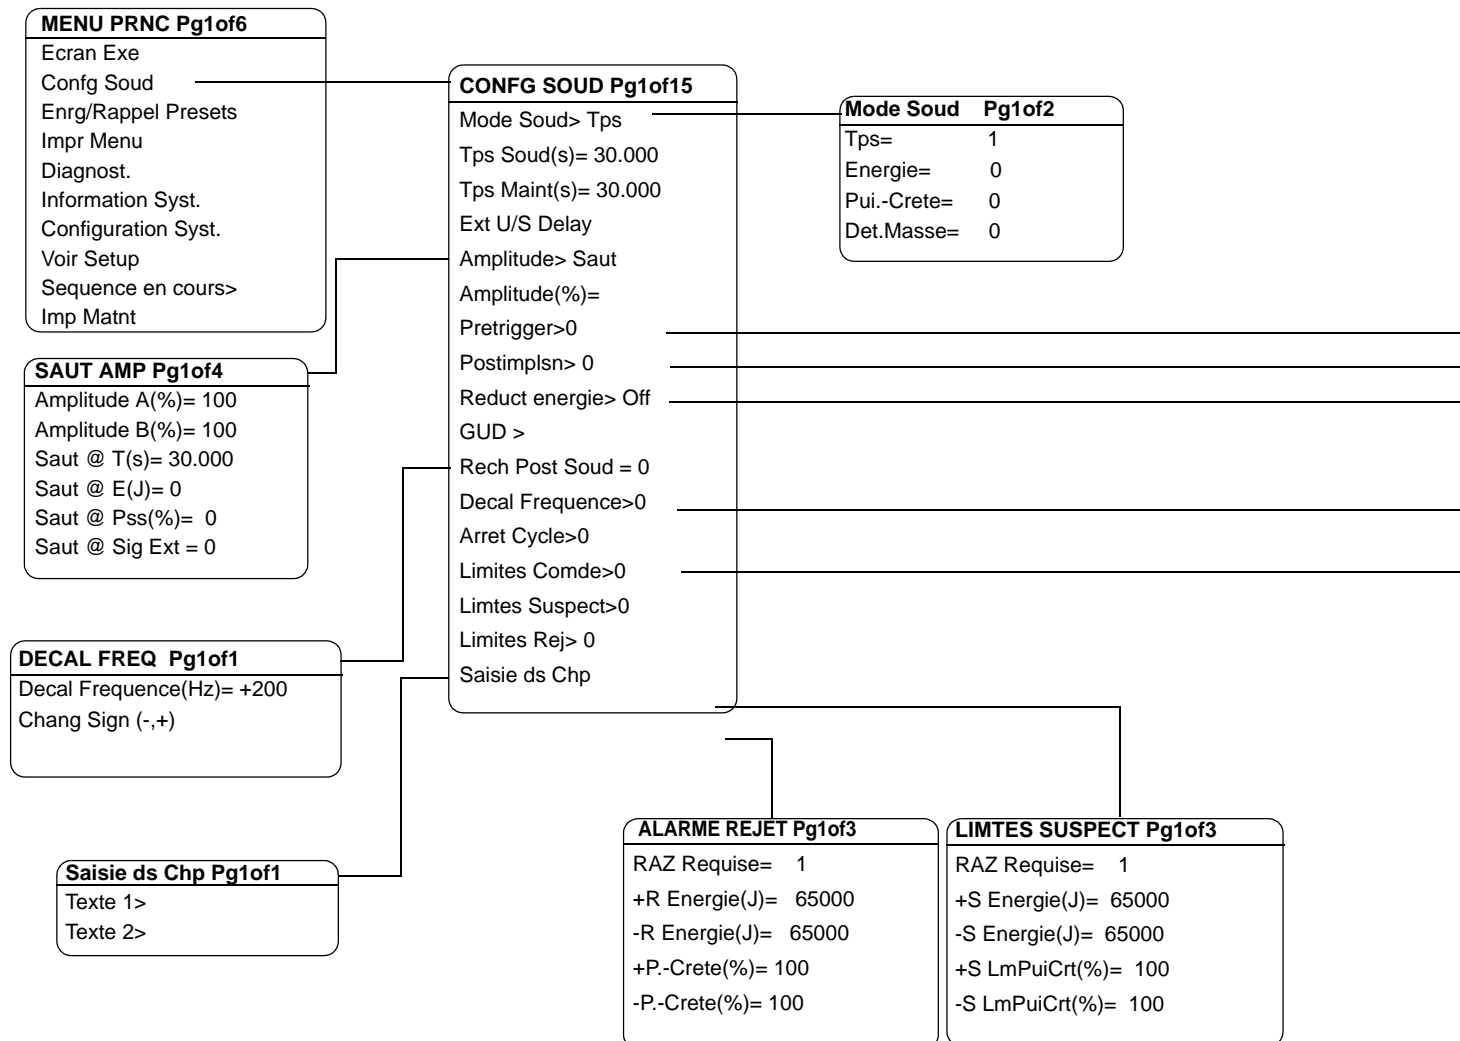 MENU PRNC Pg1of6
Ecran Exe
Confg Soud
Enrg/Rappel Presets
Impr Menu
Diagnost.
Information Syst.
Configuration Syst.
Voir Setup
Sequence en cours>
Imp Matnt
CONFG SOUD Pg1of15
Mode Soud> Tps
Tps Soud(s)= 30.000
Tps Maint(s)= 30.000
Ext U/S Delay
Amplitude> Saut
Amplitude(%)=
Pretrigger>0
Postimplsn> 0
Reduct energie> Off
GUD >
Rech Post Soud = 0
Decal Frequence>0
Arret Cycle>0
Limites Comde>0
Limtes Suspect>0
Limites Rej> 0
Saisie ds Chp
Mode Soud Pg1of2
Tps= 1
Energie= 0
Pui.-Crete= 0
Det.Masse= 0
SAUT AMP Pg1of4
Amplitude A(%)= 100
Amplitude B(%)= 100
Saut @ T(s)= 30.000
Saut @ E(J)= 0
Saut @ Pss(%)= 0
Saut @ Sig Ext = 0
DECAL FREQ Pg1of1
Decal Frequence(Hz)= +200
Chang Sign (-,+)
Saisie ds Chp Pg1of1
Texte 1>
Texte 2>
ALARME REJET Pg1of3
RAZ Requise= 1
+R Energie(J)= 65000
-R Energie(J)= 65000
+P.-Crete(%)= 100
-P.-Crete(%)= 100
LIMTES SUSPECT Pg1of3
RAZ Requise= 1
+S Energie(J)= 65000
-S Energie(J)= 65000
+S LmPuiCrt(%)= 100
-S LmPuiCrt(%)= 100